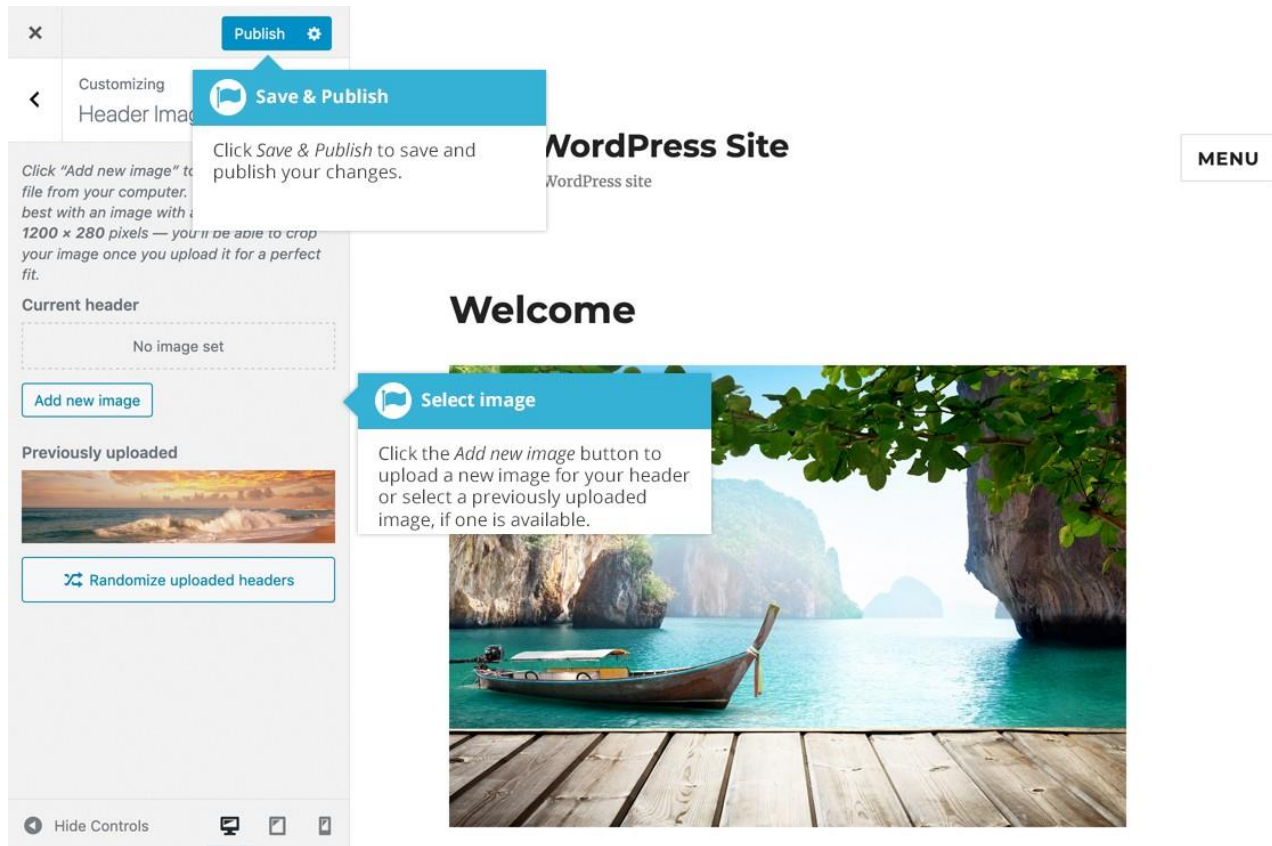 Publish
Customizing
Header Imag
Save & Publish
Click Save & Publish to save and
publish your changes.
Click "Add new image" to
file from your computer.
best with an image with a
1200 × 280 pixels — you'll be able to crop
your image once you upload it for a perfect
fit.
Current header
No image set
Add new image
Previously uploaded
Randomize uploaded headers
Hide Controls
WordPress Site
WordPress site
MENU
Welcome
Select image
Click the Add new image button to
upload a new image for your header
or select a previously uploaded
image, if one is available.